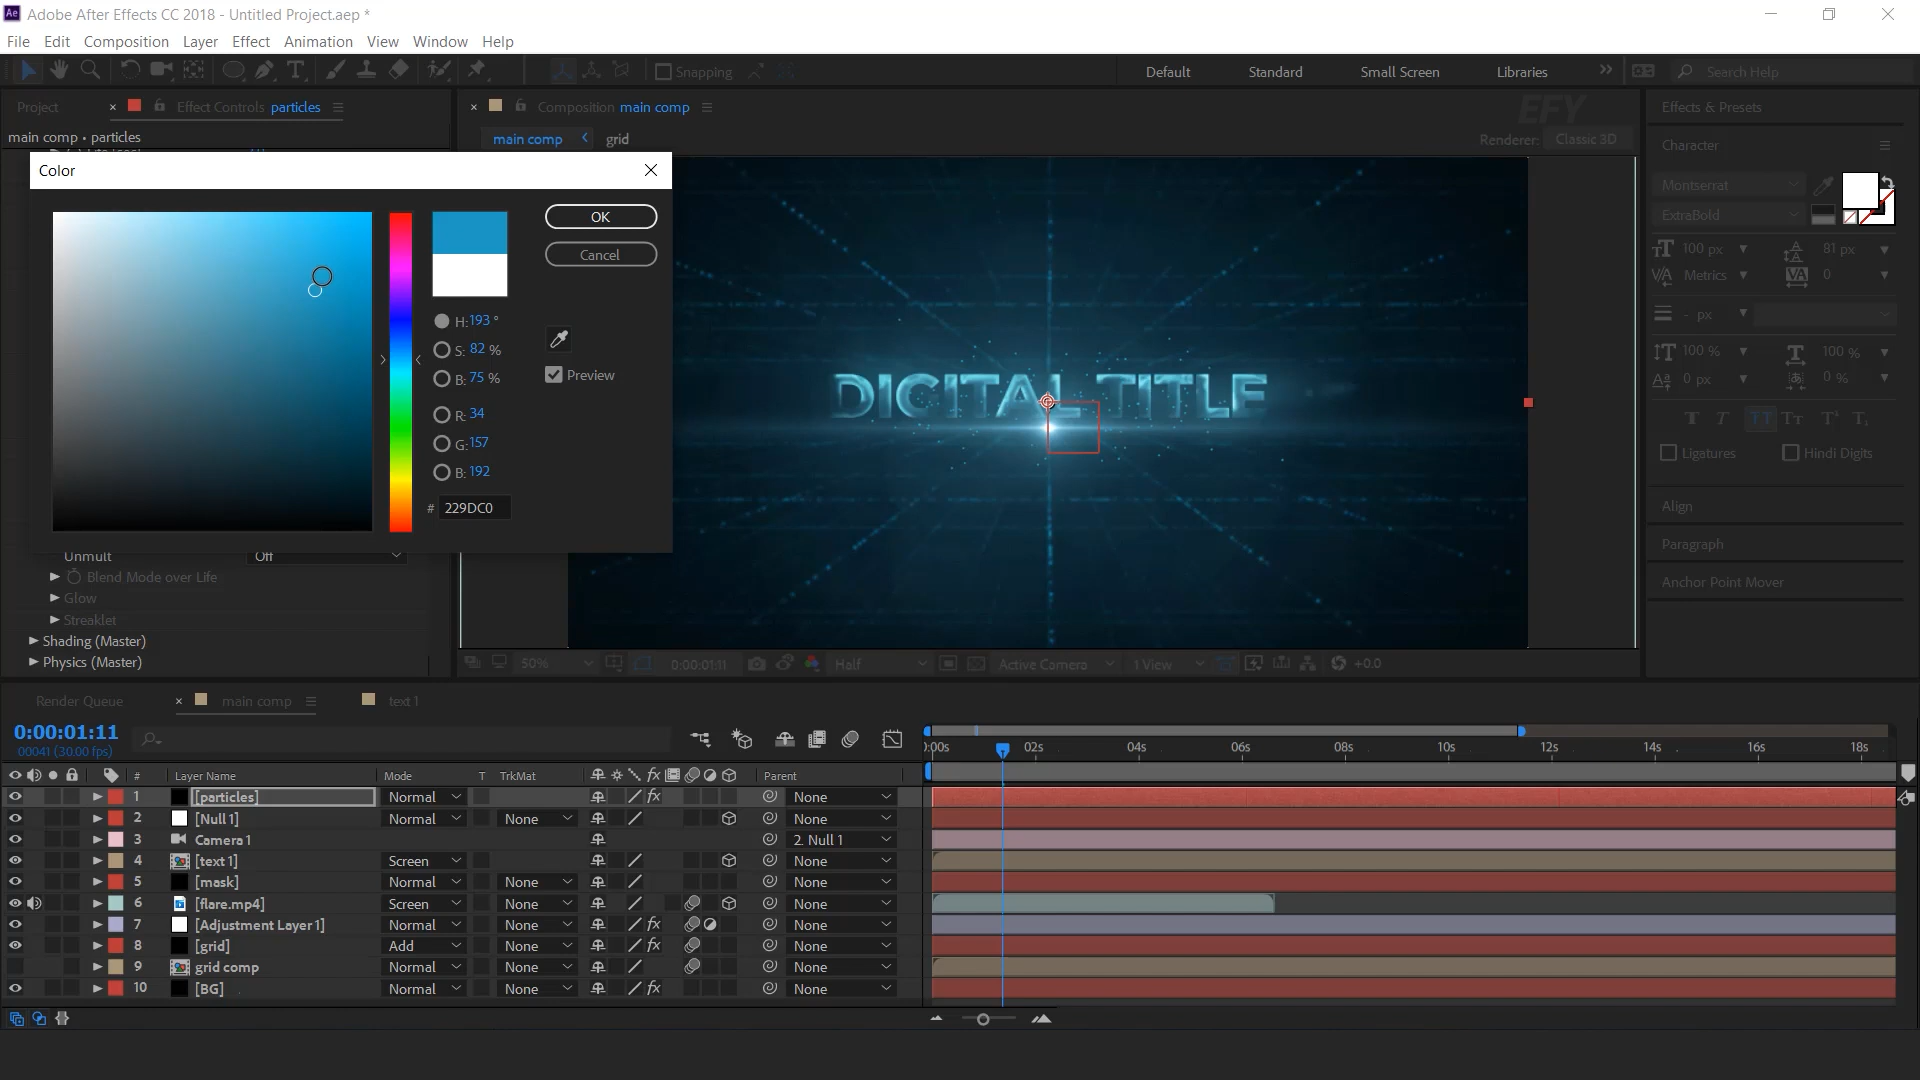 Adobe After Effects CC 2018 - Untitled Project.aep *
File Edit Composition Layer Effect Animation View Window Help
Snapping
Default Standard Small Screen Libraries
Search Help
Project
Effect Controls particles
Composition main comp
EFY
Effects & Presets
main comp • particles
main comp grid
Renderer: Classic 3D
Character
Color
OK
Cancel
H: 193 °
S: 82 %
B: 75 %
Preview
R: 34
G: 157
B: 192
# 229DC0
DIGITAL TITLE
Montserrat
ExtraBold
100 px 81 px
Metrics 0
- px
100 % 100 %
0 px 0 %
Ligatures Hindi Digits
Align
Paragraph
Anchor Point Mover
Unmult Off
Blend Mode over Life
Glow
Streaklet
Shading (Master)
Physics (Master)
50% 0:00:01:11 Half Active Camera 1 View +0.0
Render Queue main comp text 1
0:00:01:11
00041 (30.00 fps)
):00s 02s 04s 06s 08s 10s 12s 14s 16s 18s
# Layer Name Mode T TrkMat Parent
1 [particles] Normal None
2 [Null 1] Normal None None
3 Camera 1 2. Null 1
4 [text 1] Screen None
5 [mask] Normal None None
6 [flare.mp4] Screen None None
7 [Adjustment Layer 1] Normal None None
8 [grid] Add None None
9 grid comp Normal None None
10 [BG] Normal None None